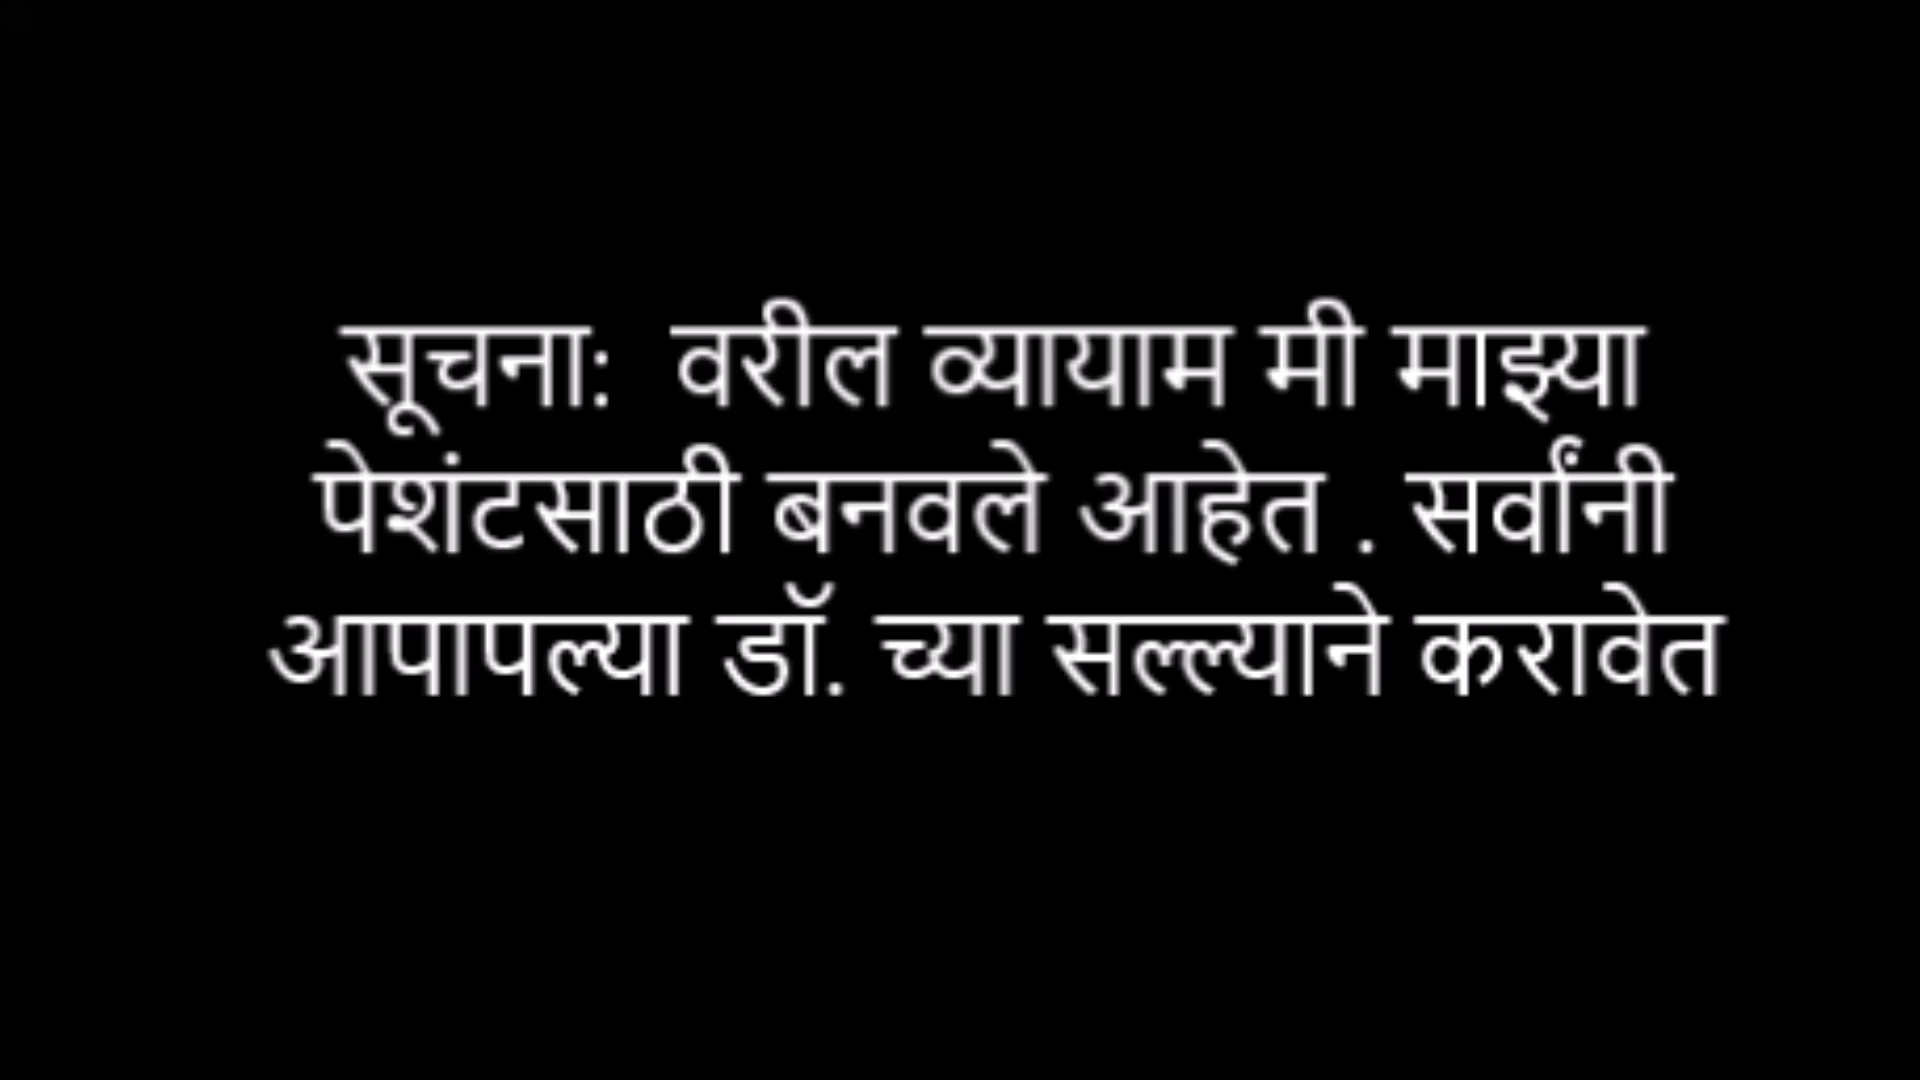 सूचना: वरील व्यायाम मी माझ्या
पेशंटसाठी बनवले आहेत . सर्वांनी
आपापल्या डॉ. च्या सल्ल्याने करावेत